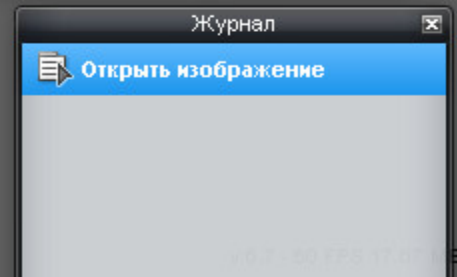 Журнал
Открыть изображение